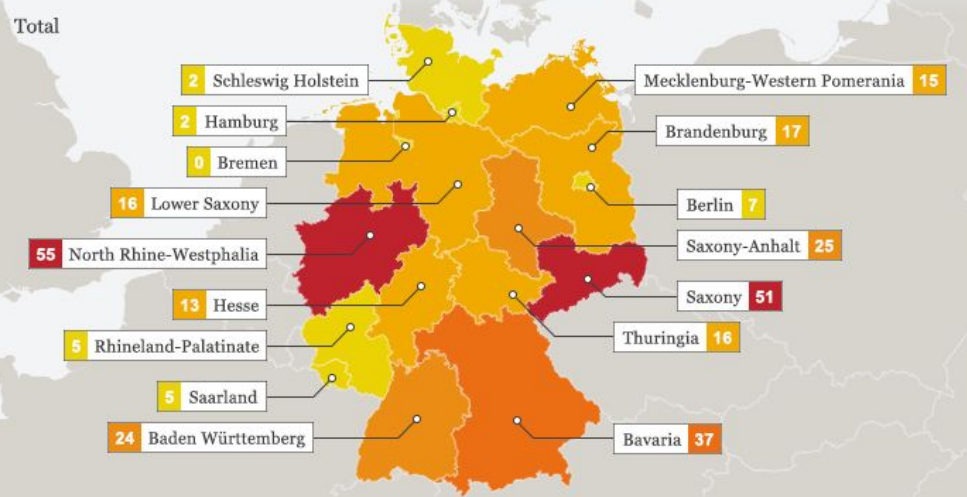 Total
2 Schleswig Holstein
Mecklenburg-Western Pomerania 15
2 Hamburg
Brandenburg 17
0 Bremen
16 Lower Saxony
Berlin 7
55 North Rhine-Westphalia
Saxony-Anhalt 25
13 Hesse
Saxony 51
5 Rhineland-Palatinate
Thuringia 16
5 Saarland
24 Baden Württemberg
Bavaria 37